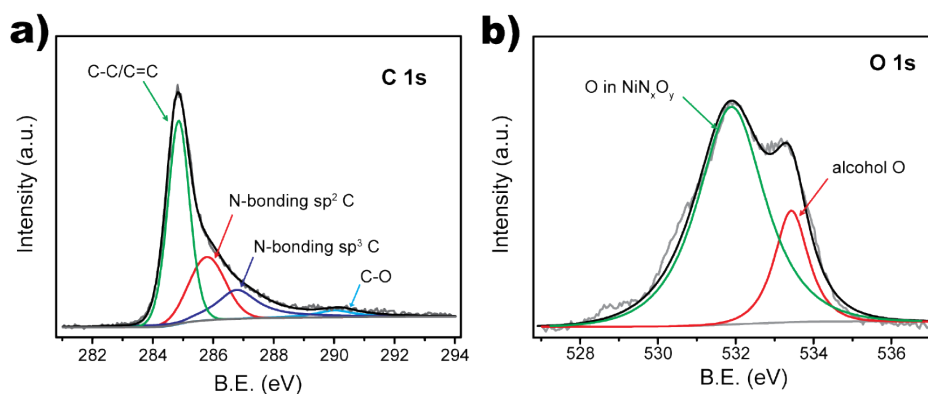 a)
C 1s
C-C/C=C
N-bonding sp² C
N-bonding sp³ C
C-O
Intensity (a.u.)
282 284 286 288 290 292 294
B.E. (eV)
b)
O 1s
O in NiNₓOᵧ
alcohol O
Intensity (a.u.)
528 530 532 534 536
B.E. (eV)